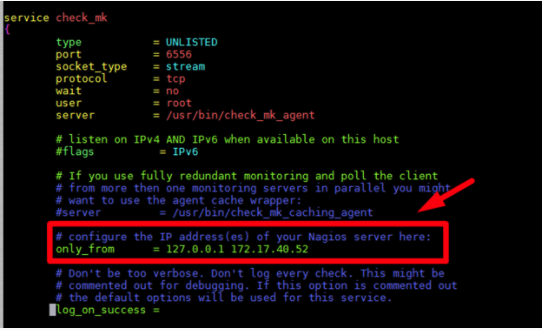 service check_mk
{
type = UNLISTED
port = 6556
socket_type = stream
protocol = tcp
wait = no
user = root
server = /usr/bin/check_mk_agent
# listen on IPv4 AND IPv6 when available on this host
#flags = IPv6
# If you use fully redundant monitoring and poll the client
# from more then one monitoring servers in parallel you might
# want to use the agent cache wrapper:
#server = /usr/bin/check_mk_caching_agent
# configure the IP address(es) of your Nagios server here:
only_from = 127.0.0.1 172.17.40.52
# Don't be too verbose. Don't log every check. This might be
# commented out for debugging. If this option is commented out
# the default options will be used for this service.
log_on_success =